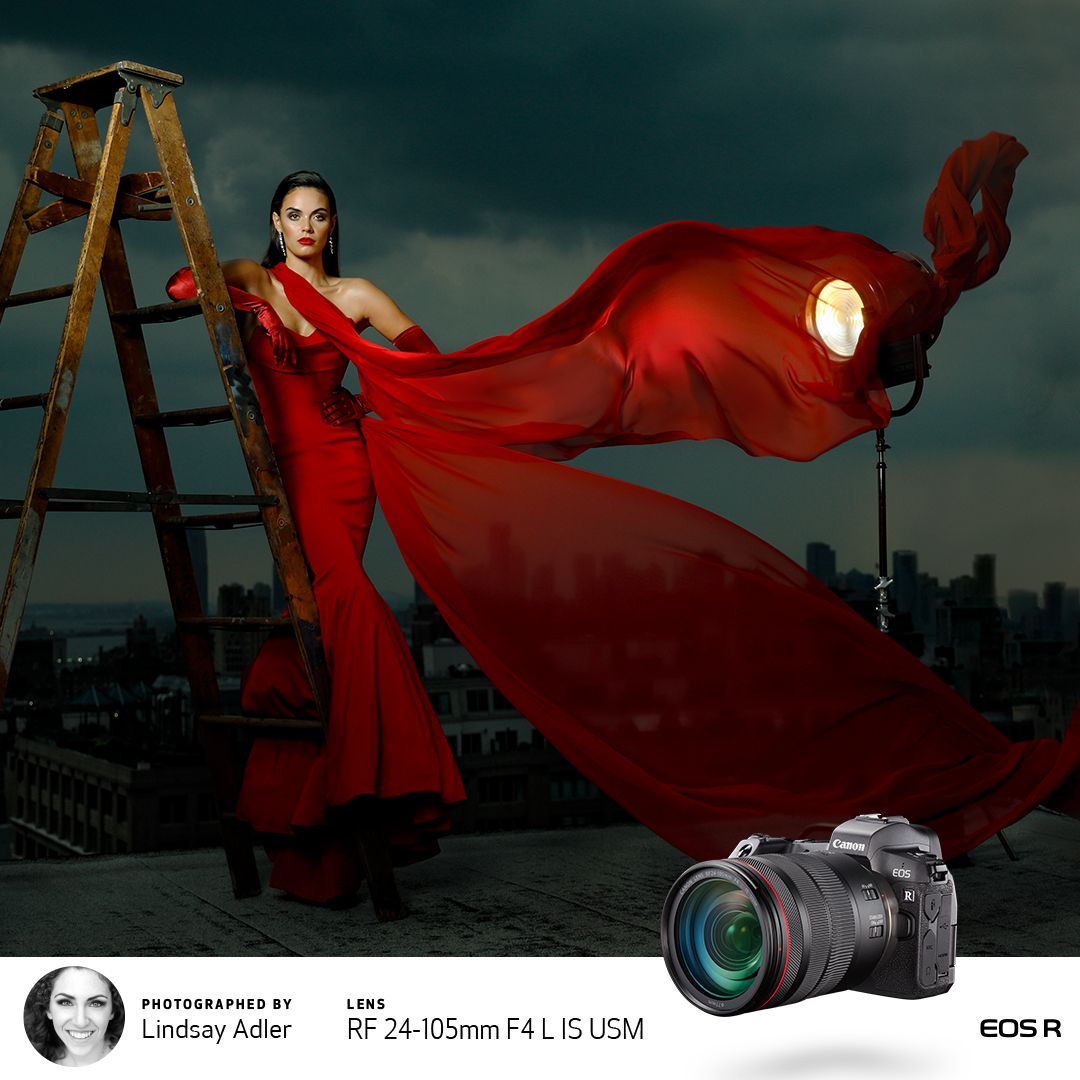 Canon
EOS
R
PHOTOGRAPHED BY
Lindsay Adler
LENS
RF 24-105mm F4 L IS USM
EOS R